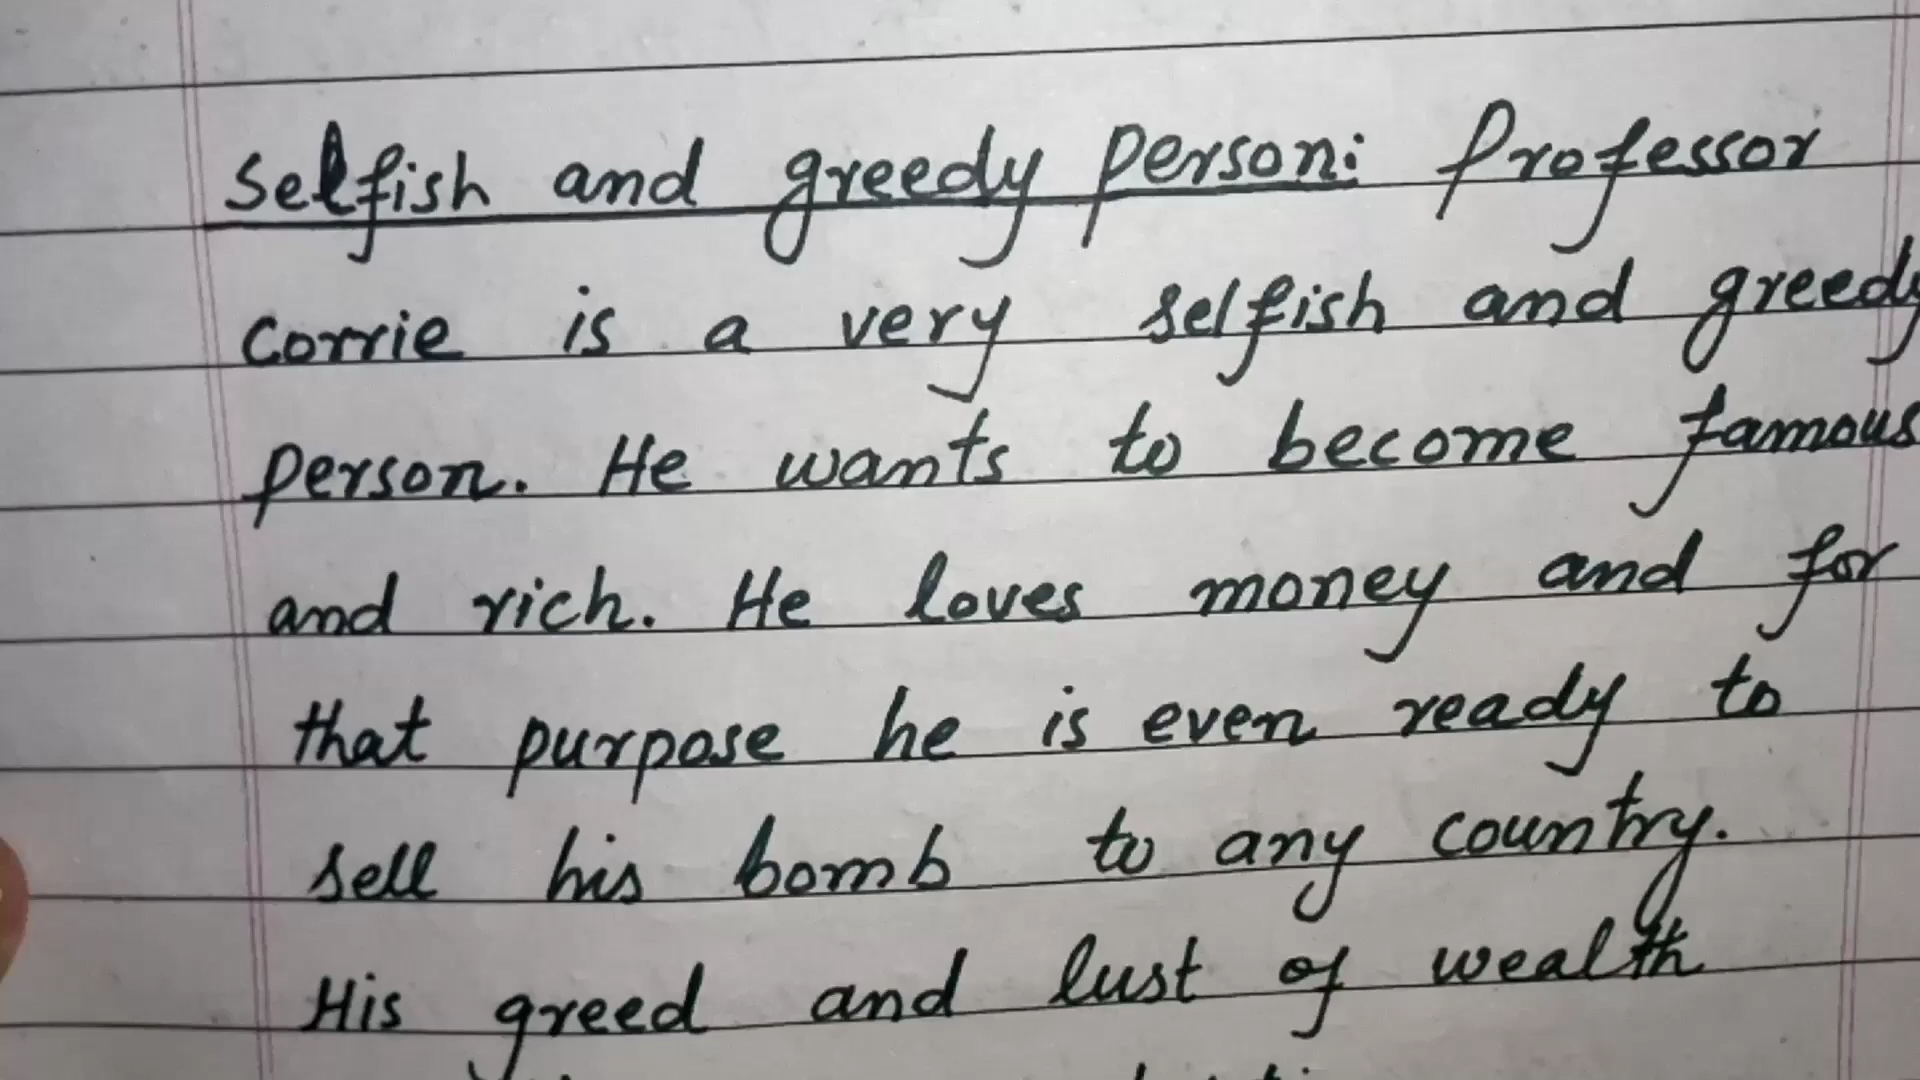 Selfish and greedy person: Professor
Corrie is a very selfish and greedy
person. He wants to become famous
and rich. He loves money and for
that purpose he is even ready to
sell his bomb to any country.
His greed and lust of wealth